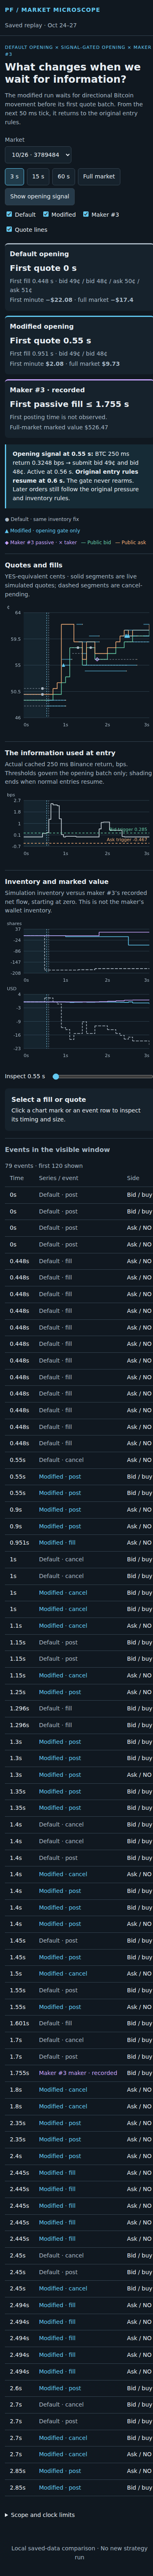 PF / MARKET MICROSCOPE
Saved replay · Oct 24–27
DEFAULT OPENING × SIGNAL-GATED OPENING × MAKER
#3
What changes when we
wait for information?
The modified run waits for directional Bitcoin
movement before its first quote batch. From the
next 50 ms tick, it returns to the original entry
rules.
Market
10/26 · 3789484
3 s
15 s
60 s
Full market
Show opening signal
Default
Modified
Maker #3
Quote lines
Default opening
First quote 0 s
First fill 0.448 s · bid 49¢ / bid 48¢ / ask 50¢ /
ask 51¢
First minute −$22.08 · full market −$17.4
Modified opening
First quote 0.55 s
First fill 0.951 s · bid 49¢ / bid 48¢
First minute $2.08 · full market $9.73
Maker #3 · recorded
First passive fill ≤ 1.755 s
First posting time is not observed.
Full-market marked value $526.47
Opening signal at 0.55 s: BTC 250 ms
return 0.3248 bps → submit bid 49¢ and bid
48¢. Active at 0.56 s. Original entry rules
resume at 0.6 s. The gate never rearms.
Later orders still follow the original pressure
and inventory rules.
● Default · same inventory fix
▲ Modified · opening gate only
◆ Maker #3 passive · × taker — Public bid — Public ask
Quotes and fills
YES-equivalent cents · solid segments are live
simulated quotes; dashed segments are cancel-
pending.
¢
64
59.5
55
50.5
46
0s
1s
2s
3s
The information used at entry
Actual cached 250 ms Binance return, bps.
Thresholds govern the opening batch only; shading
ends when normal entries resume.
bps
2.7
1.8
1
0.1
-0.7
Bid trigger 0.285
Ask trigger -0.467
0s
1s
2s
3s
Inventory and marked value
Simulation inventory versus maker #3's recorded
net flow, starting at zero. This is not the maker's
wallet inventory.
shares
37
-24
-86
-147
-208
0s
1s
2s
3s
USD
4
-3
-9
-16
-23
0s
1s
2s
3s
Inspect 0.55 s
Select a fill or quote
Click a chart mark or an event row to inspect
its timing and size.
Events in the visible window
79 events · first 120 shown
Time Series / event Side
0s Default · post Bid / buy
0s Default · post Bid / buy
0s Default · post Ask / NO
0s Default · post Ask / NO
0.448s Default · fill Ask / NO
0.448s Default · fill Ask / NO
0.448s Default · fill Ask / NO
0.448s Default · fill Ask / NO
0.448s Default · fill Ask / NO
0.448s Default · fill Ask / NO
0.448s Default · fill Ask / NO
0.448s Default · fill Ask / NO
0.448s Default · fill Ask / NO
0.448s Default · fill Ask / NO
0.448s Default · fill Ask / NO
0.448s Default · fill Ask / NO
0.55s Default · cancel Ask / NO
0.55s Modified · post Bid / buy
0.55s Modified · post Bid / buy
0.9s Modified · post Ask / NO
0.9s Modified · post Ask / NO
0.951s Modified · fill Ask / NO
1s Default · cancel Bid / buy
1s Default · cancel Bid / buy
1s Modified · cancel Bid / buy
1s Modified · cancel Bid / buy
1.1s Modified · cancel Ask / NO
1.15s Default · post Bid / buy
1.15s Default · post Bid / buy
1.15s Modified · cancel Ask / NO
1.25s Modified · post Ask / NO
1.296s Default · fill Bid / buy
1.296s Default · fill Bid / buy
1.3s Modified · post Bid / buy
1.3s Modified · post Bid / buy
1.3s Modified · post Ask / NO
1.35s Modified · post Bid / buy
1.35s Modified · post Bid / buy
1.4s Default · cancel Bid / buy
1.4s Default · cancel Bid / buy
1.4s Default · post Bid / buy
1.4s Modified · cancel Ask / NO
1.4s Modified · post Bid / buy
1.4s Modified · post Bid / buy
1.4s Modified · post Ask / NO
1.45s Default · post Bid / buy
1.45s Modified · post Bid / buy
1.5s Modified · cancel Ask / NO
1.55s Default · post Bid / buy
1.55s Modified · post Ask / NO
1.601s Default · fill Bid / buy
1.7s Default · cancel Bid / buy
1.7s Default · post Bid / buy
1.755s Maker #3 maker · recorded Bid / buy
1.8s Modified · cancel Bid / buy
1.8s Modified · cancel Bid / buy
2.35s Modified · post Bid / buy
2.35s Modified · post Bid / buy
2.4s Modified · post Ask / NO
2.445s Modified · fill Ask / NO
2.445s Modified · fill Ask / NO
2.445s Modified · fill Ask / NO
2.445s Modified · fill Ask / NO
2.445s Modified · fill Ask / NO
2.45s Default · cancel Bid / buy
2.45s Default · post Bid / buy
2.45s Modified · cancel Bid / buy
2.494s Modified · fill Ask / NO
2.494s Modified · fill Ask / NO
2.494s Modified · fill Ask / NO
2.494s Modified · fill Ask / NO
2.494s Modified · fill Ask / NO
2.6s Modified · post Bid / buy
2.7s Default · cancel Bid / buy
2.7s Default · post Bid / buy
2.7s Modified · cancel Bid / buy
2.7s Modified · cancel Ask / NO
2.85s Modified · post Ask / NO
2.85s Modified · post Bid / buy
▶ Scope and clock limits
Local saved-data comparison · No new strategy
run